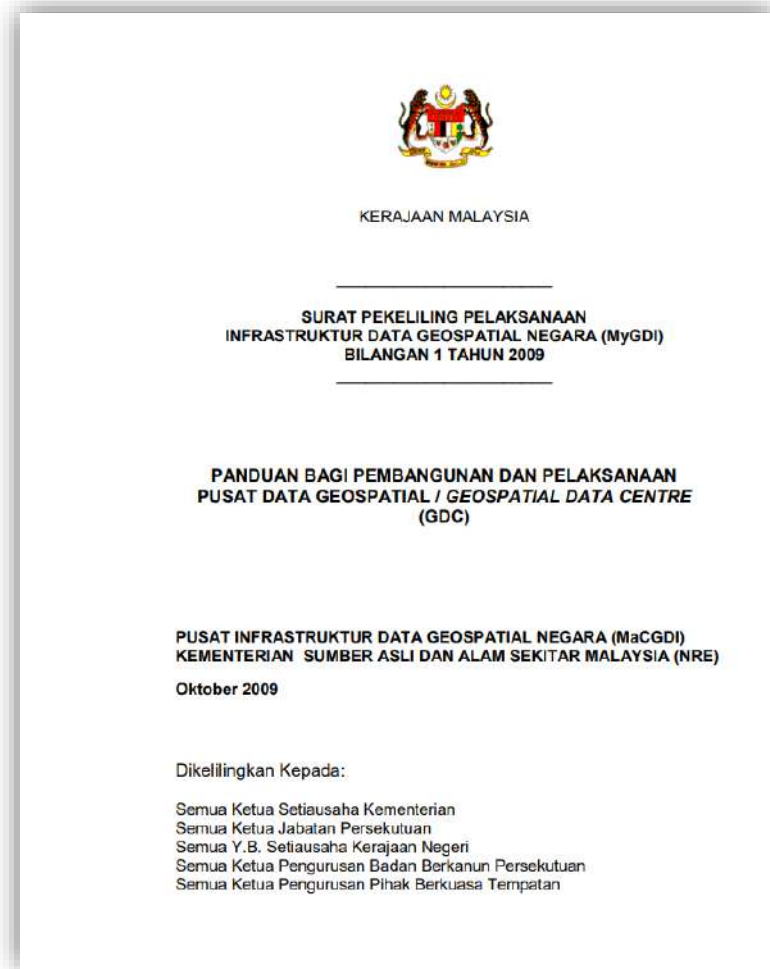 KERAJAAN MALAYSIA
SURAT PEKELILING PELAKSANAAN
INFRASTRUKTUR DATA GEOSPATIAL NEGARA (MyGDI)
BILANGAN 1 TAHUN 2009
PANDUAN BAGI PEMBANGUNAN DAN PELAKSANAAN
PUSAT DATA GEOSPATIAL / GEOSPATIAL DATA CENTRE
(GDC)
PUSAT INFRASTRUKTUR DATA GEOSPATIAL NEGARA (MaCGDI)
KEMENTERIAN SUMBER ASLI DAN ALAM SEKITAR MALAYSIA (NRE)
Oktober 2009
Dikelilingkan Kepada:
Semua Ketua Setiausaha Kementerian
Semua Ketua Jabatan Persekutuan
Semua Y.B. Setiausaha Kerajaan Negeri
Semua Ketua Pengurusan Badan Berkanun Persekutuan
Semua Ketua Pengurusan Pihak Berkuasa Tempatan